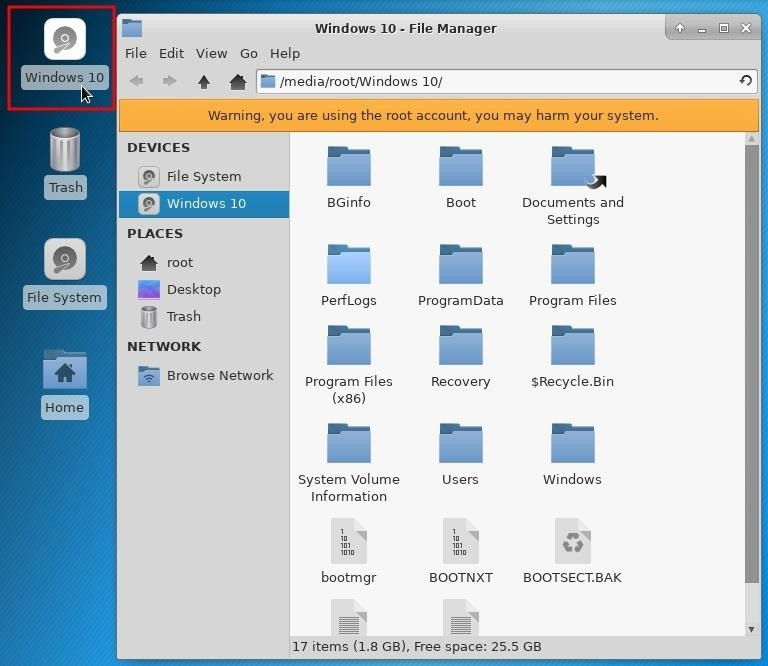 Windows 10
Trash
File System
Home
Windows 10 - File Manager
File Edit View Go Help
/media/root/Windows 10/
Warning, you are using the root account, you may harm your system.
DEVICES
File System
Windows 10
PLACES
root
Desktop
Trash
NETWORK
Browse Network
BGinfo Boot Documents and
Settings
PerfLogs ProgramData Program Files
Program Files Recovery $Recycle.Bin
(x86)
System Volume Users Windows
Information
bootmgr BOOTNXT BOOTSECT.BAK
17 items (1.8 GB), Free space: 25.5 GB